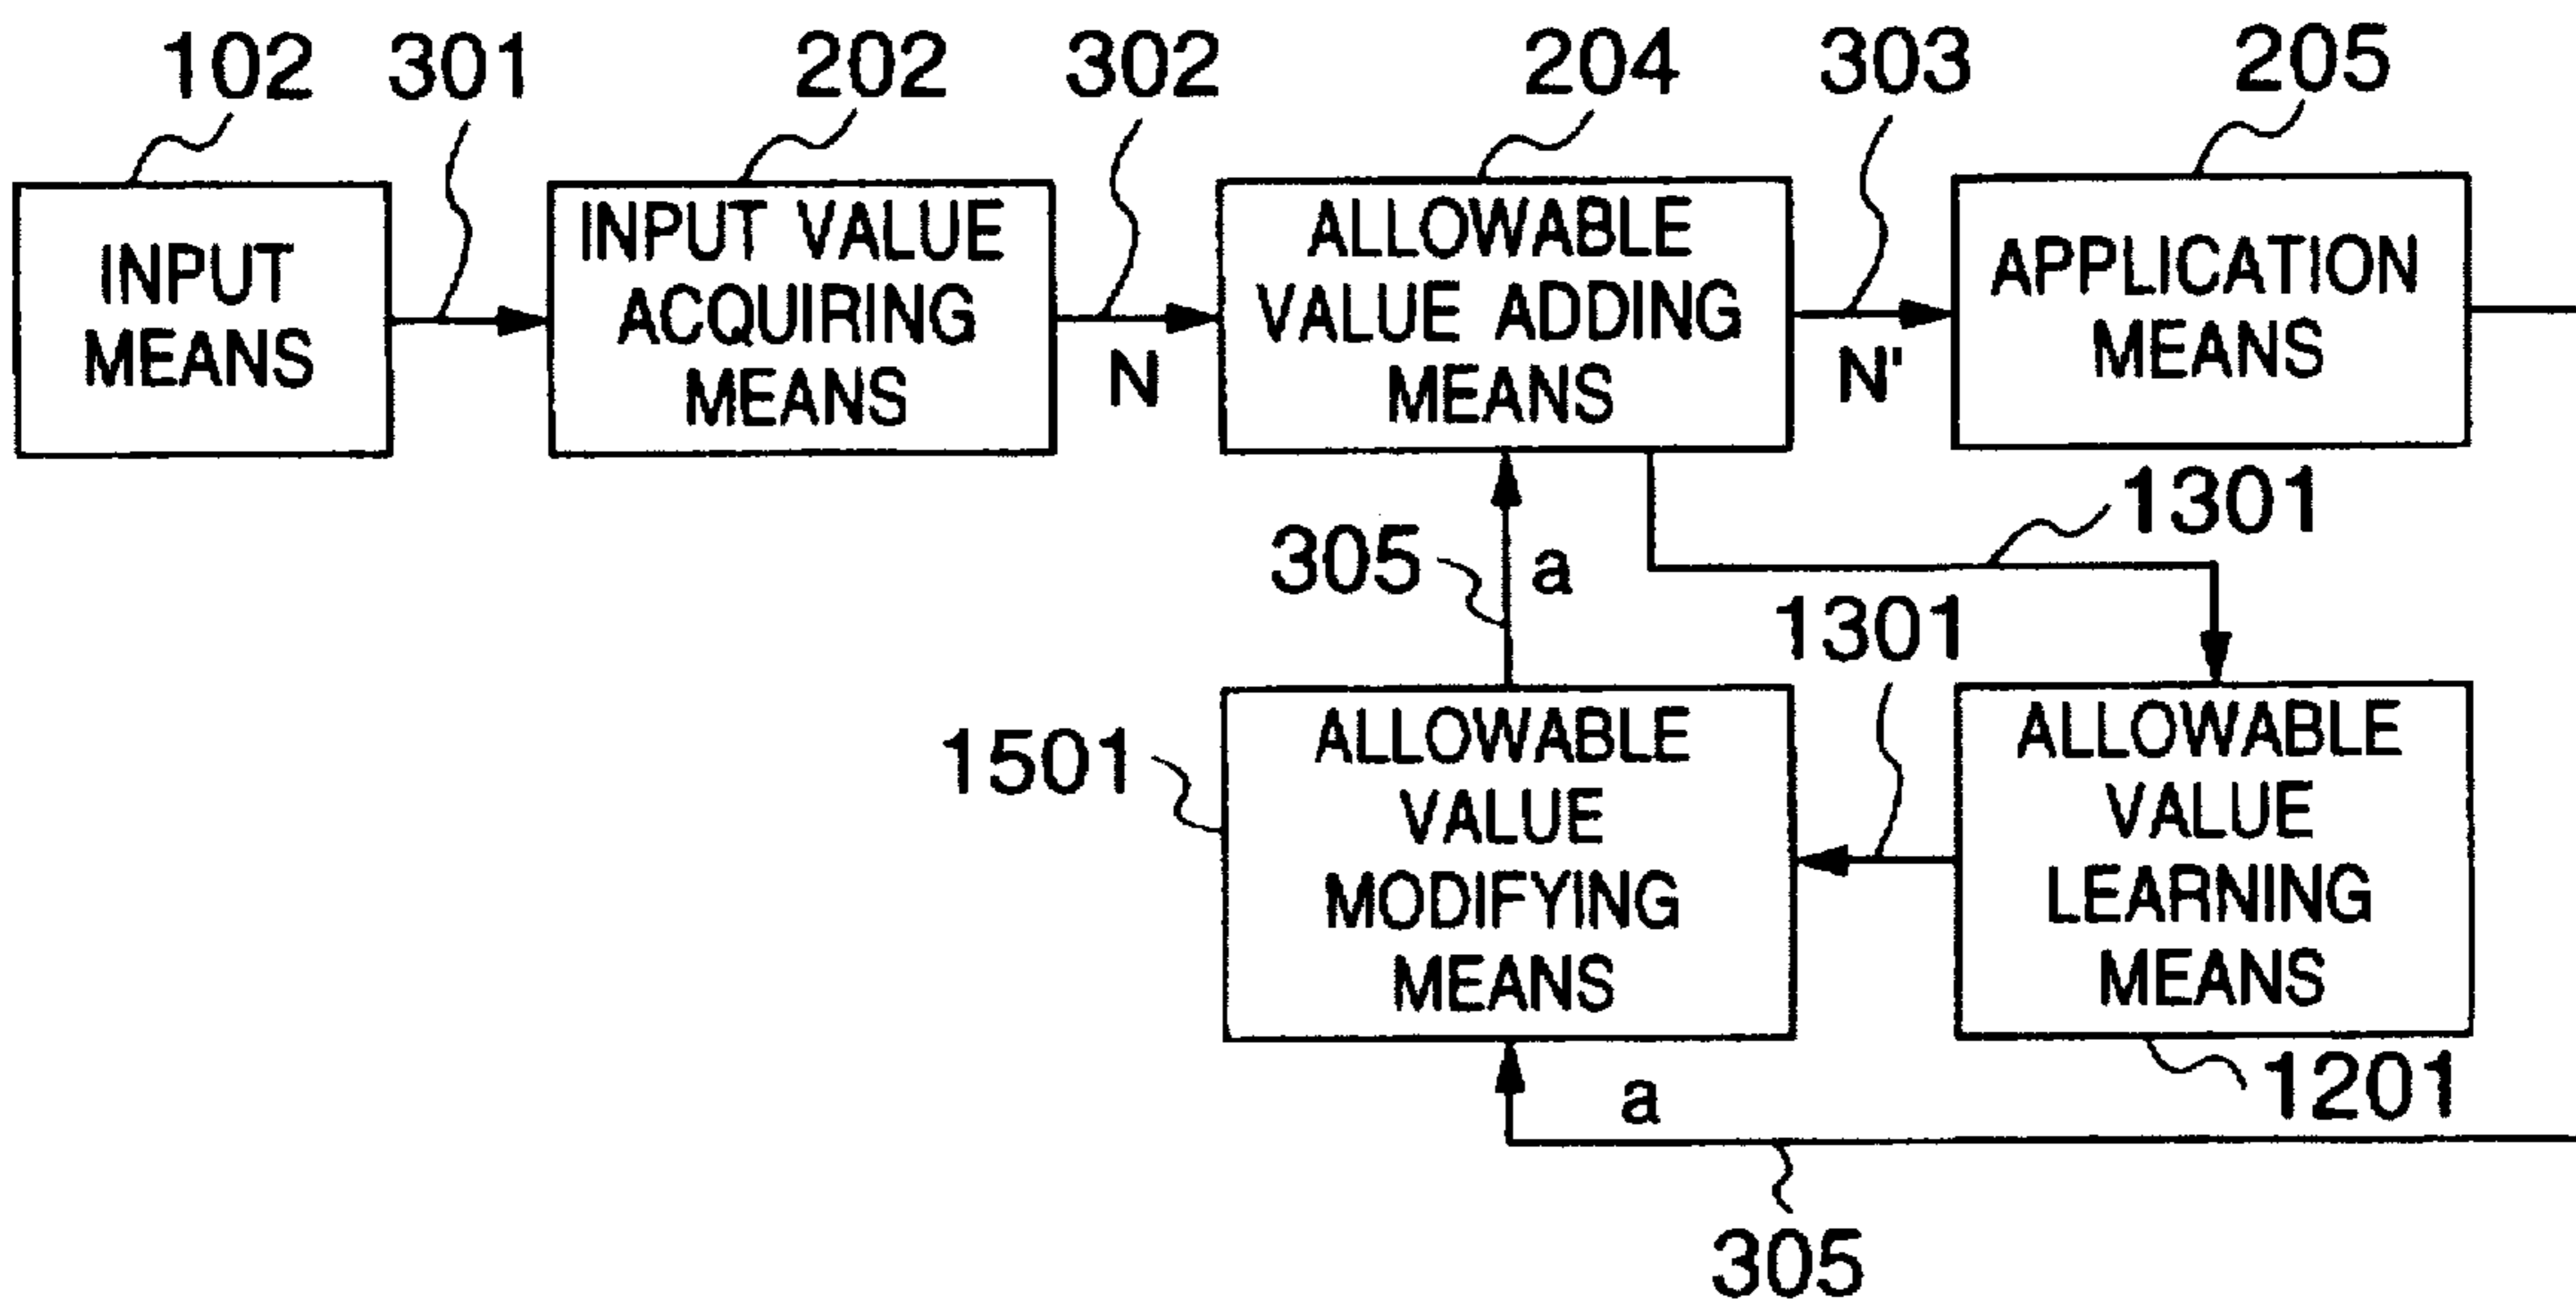 102
301
202
302
204
303
205
INPUT
MEANS
INPUT VALUE
ACQUIRING
MEANS
N
ALLOWABLE
VALUE ADDING
MEANS
N'
APPLICATION
MEANS
305
a
1301
1301
1501
ALLOWABLE
VALUE
MODIFYING
MEANS
ALLOWABLE
VALUE
LEARNING
MEANS
1201
a
305